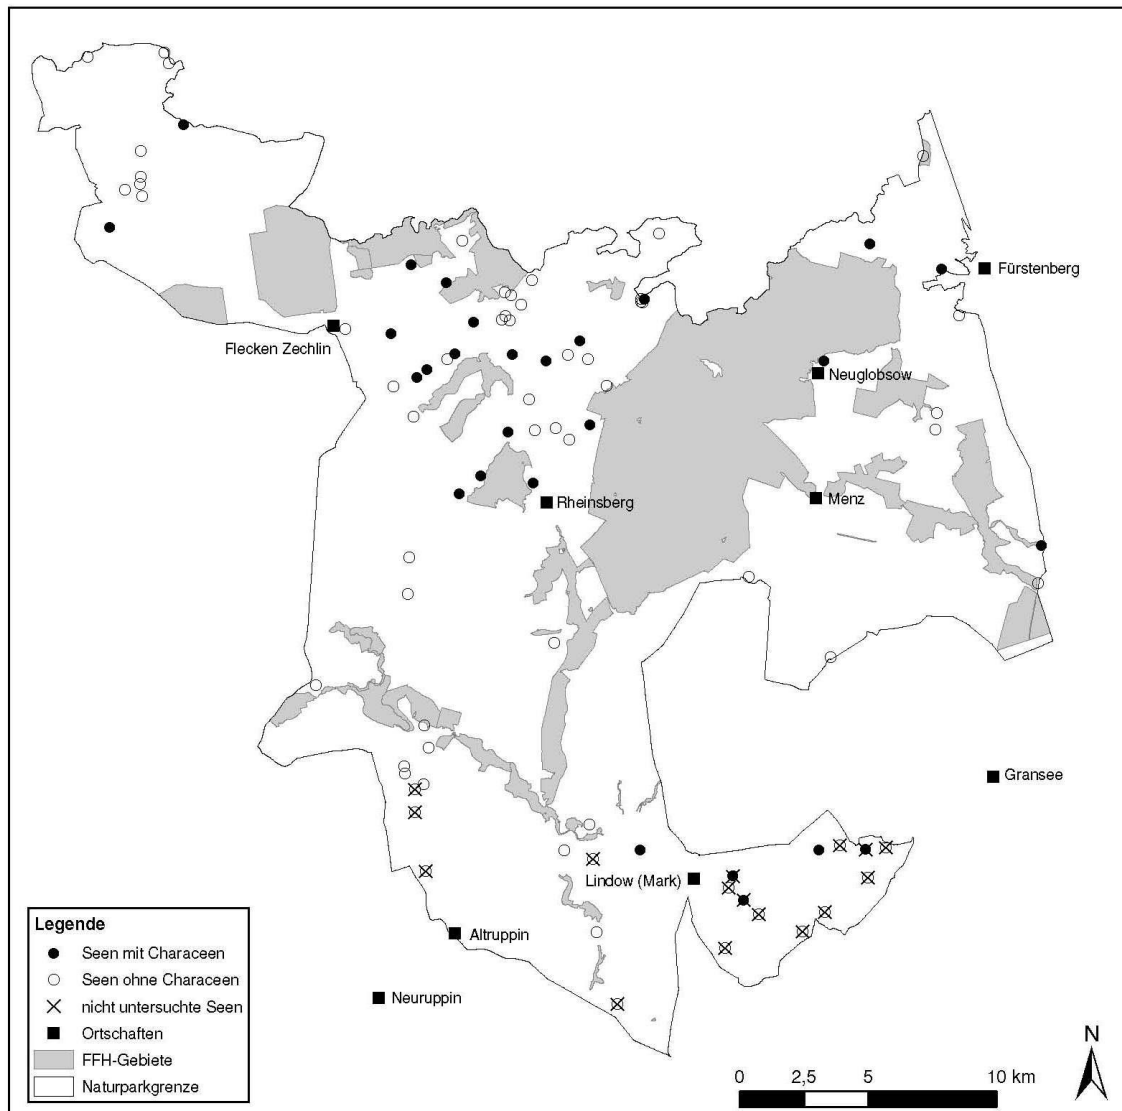 Fürstenberg
Flecken Zechlin
Neuglobsow
Rheinsberg
Menz
Gransee
Lindow (Mark)
Altruppin
Neuruppin
Legende
Seen mit Characeen
Seen ohne Characeen
nicht untersuchte Seen
Ortschaften
FFH-Gebiete
Naturparkgrenze
N
0 2,5 5 10 km